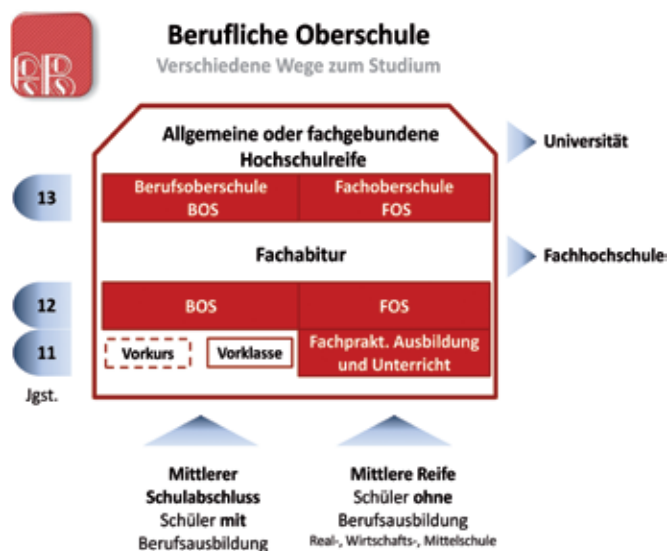 Berufliche Oberschule
Verschiedene Wege zum Studium
Allgemeine oder fachgebundene
Hochschulreife
Universität
13
Berufsoberschule
BOS
Fachoberschule
FOS
Fachabitur
Fachhochschule
12
BOS
FOS
11
Vorkurs
Vorklasse
Fachprakt. Ausbildung
und Unterricht
Jgst.
Mittlerer
Schulabschluss
Schüler mit
Berufsausbildung
Mittlere Reife
Schüler ohne
Berufsausbildung
Real-, Wirtschafts-, Mittelschule